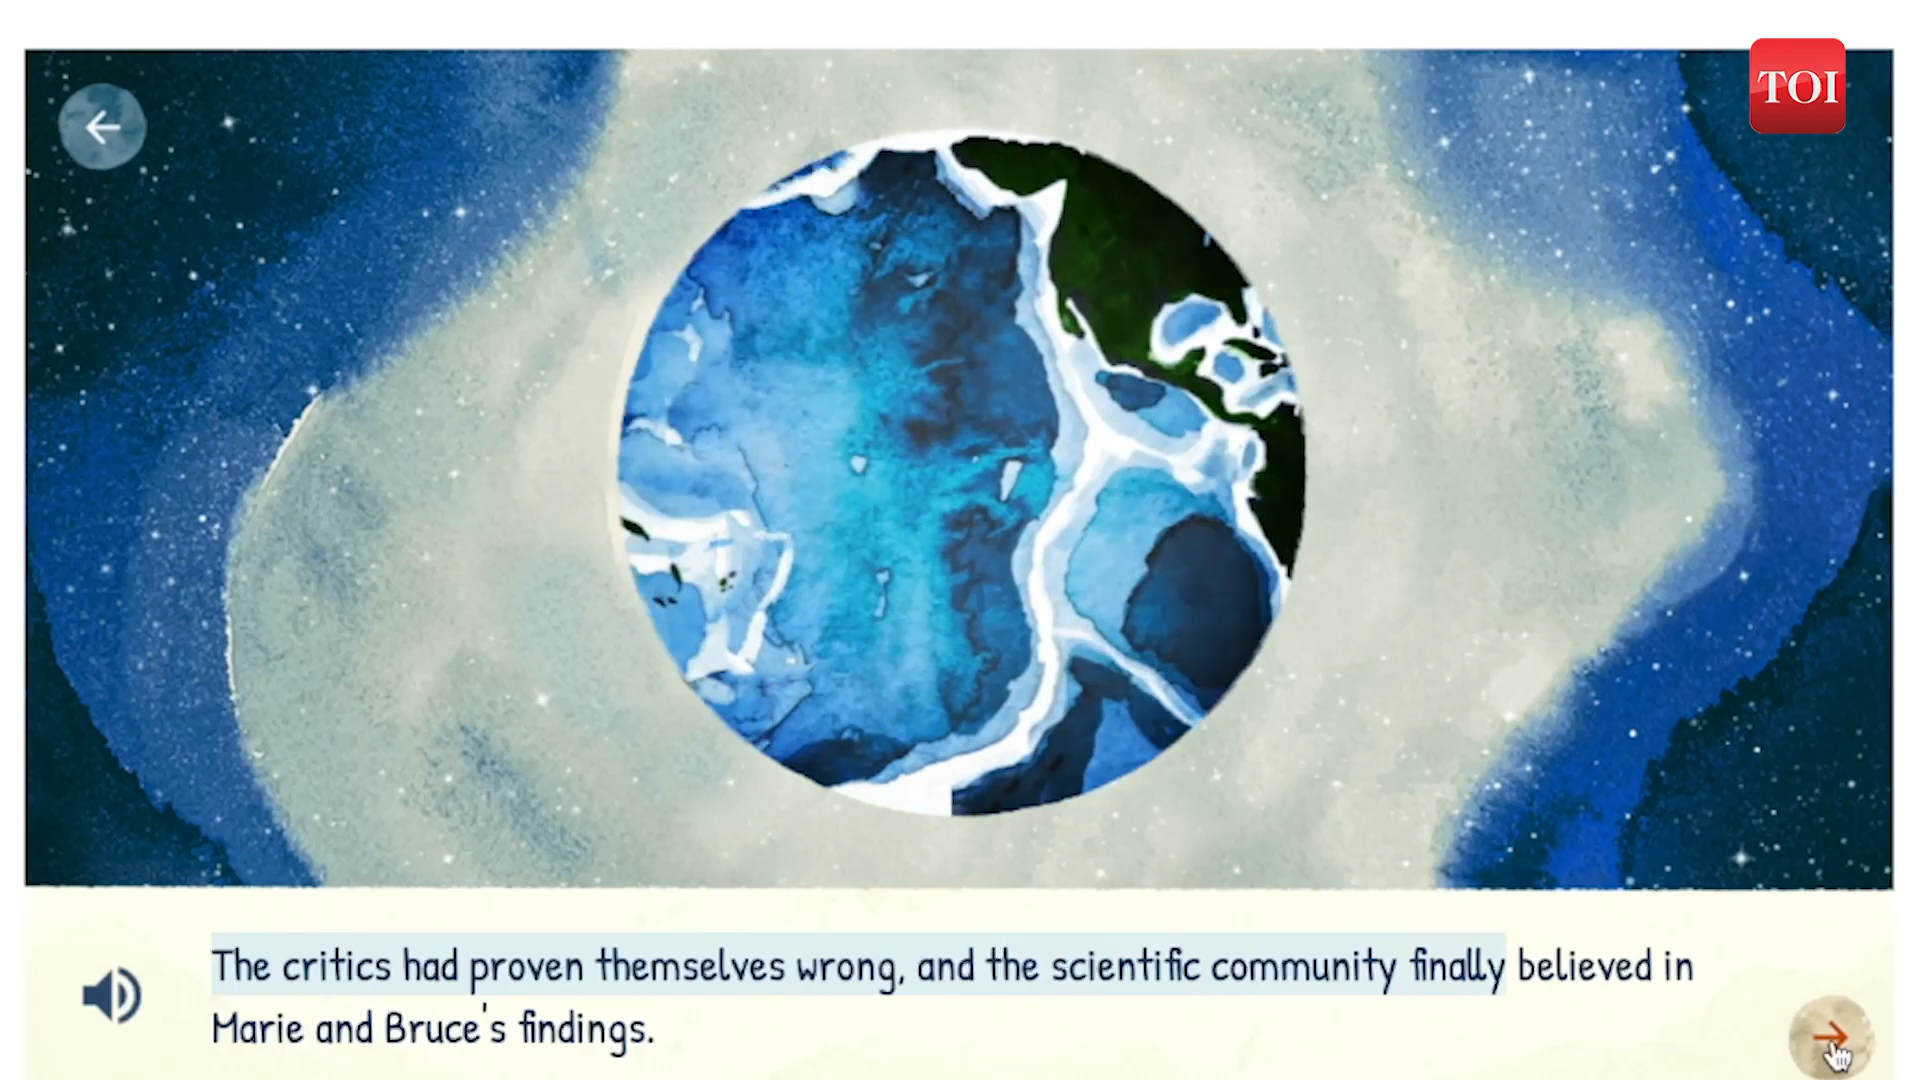 TOI
The critics had proven themselves wrong, and the scientific community finally believed in
Marie and Bruce's findings.